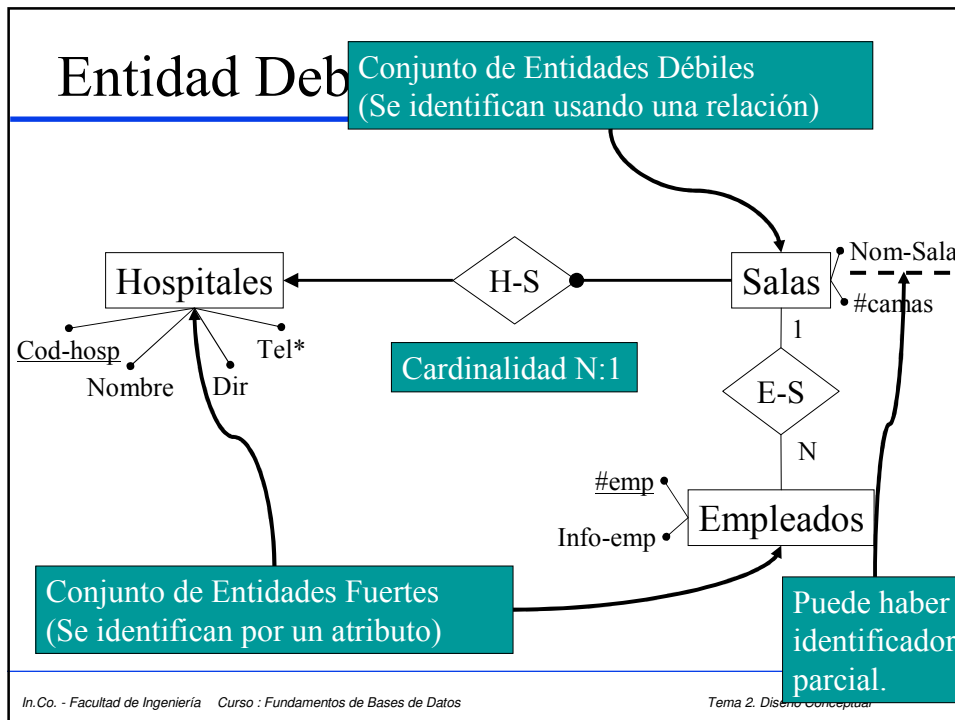 Entidad Deb
Conjunto de Entidades Débiles
(Se identifican usando una relación)
Hospitales
H-S
Salas
Nom-Sala
#camas
Cod-hosp
Nombre
Dir
Tel*
Cardinalidad N:1
1
E-S
N
#emp
Info-emp
Empleados
Conjunto de Entidades Fuertes
(Se identifican por un atributo)
Puede haber
identificador
parcial.
In.Co. - Facultad de Ingeniería Curso : Fundamentos de Bases de Datos
Tema 2. Diseño Conceptual